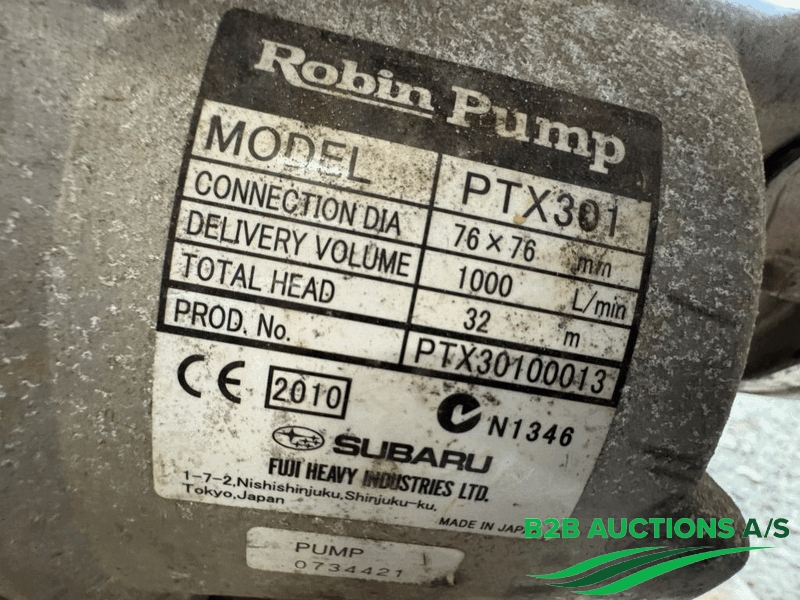 Robin Pump
MODEL PTX301
CONNECTION DIA 76×76 mm
DELIVERY VOLUME 1000 L/min
TOTAL HEAD 32 m
PROD. No. PTX30100013
CE 2010 N1346
SUBARU
FUJI HEAVY INDUSTRIES LTD.
1-7-2,Nishishinjuku,Shinjuku-ku,
Tokyo,Japan
MADE IN
PUMP
0734421
B2B AUCTIONS A/S